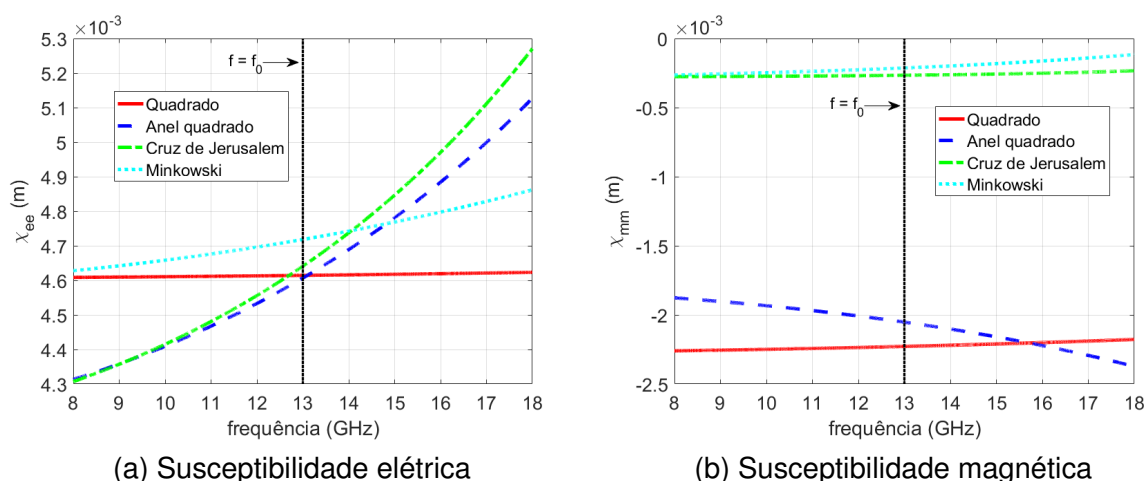 ×10⁻³
5.3
5.2
5.1
5
4.9
4.8
4.7
4.6
4.5
4.4
4.3
χee (m)
f = f0
Quadrado
Anel quadrado
Cruz de Jerusalem
Minkowski
8 9 10 11 12 13 14 15 16 17 18
frequência (GHz)
(a) Susceptibilidade elétrica
×10⁻³
0
-0.5
-1
-1.5
-2
-2.5
χmm (m)
f = f0
Quadrado
Anel quadrado
Cruz de Jerusalem
Minkowski
8 9 10 11 12 13 14 15 16 17 18
frequência (GHz)
(b) Susceptibilidade magnética